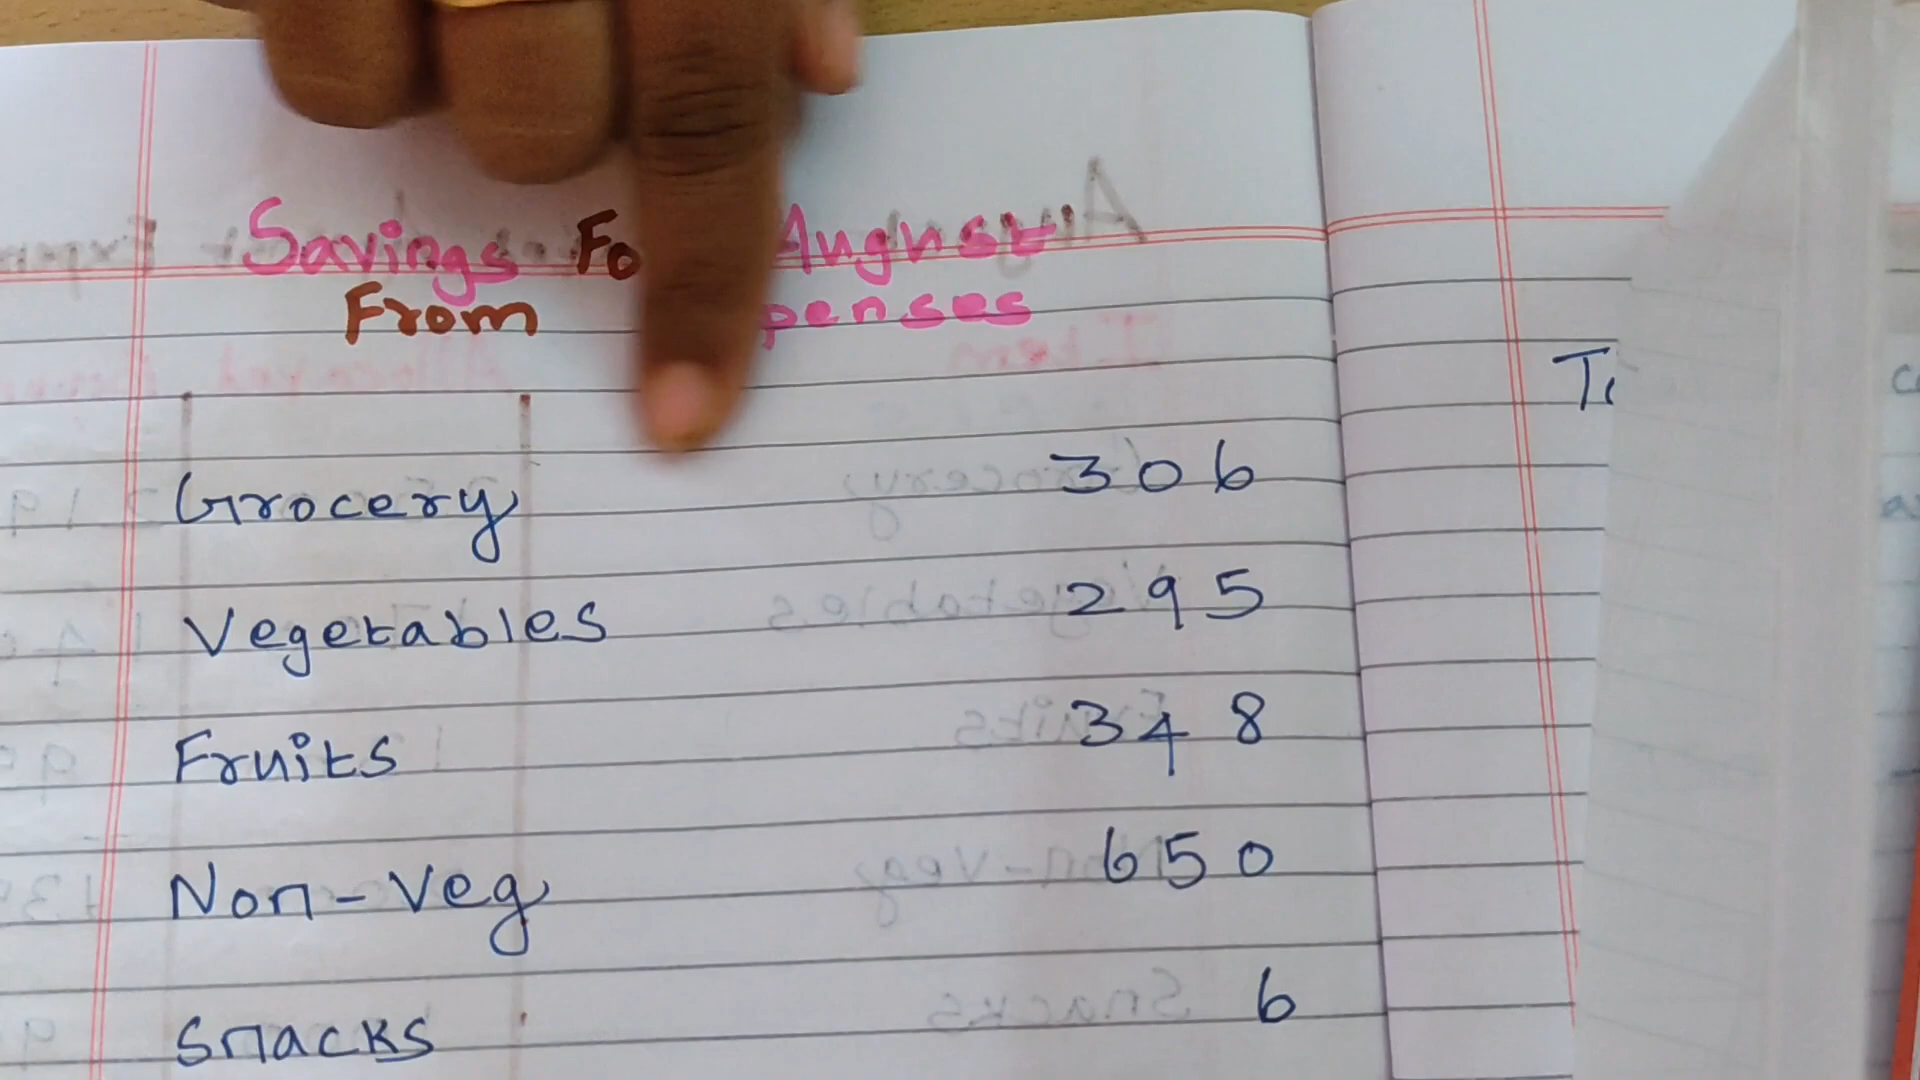 Savings Fo August
From penses
Grocery 306
Vegetables 295
Fruits 348
Non-Veg 650
Snacks 6